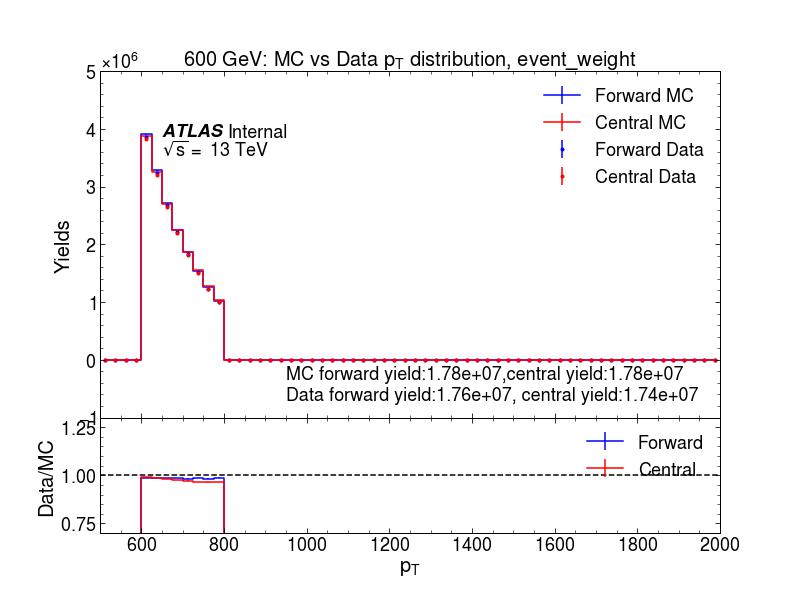 ×10⁶ 600 GeV: MC vs Data p_T distribution, event_weight
5
ATLAS Internal
√s = 13 TeV
Forward MC
Central MC
Forward Data
Central Data
4
3
2
1
0
−1
Yields
MC forward yield:1.78e+07,central yield:1.78e+07
Data forward yield:1.76e+07, central yield:1.74e+07
1.25
1.00
0.75
Data/MC
Forward
Central
600 800 1000 1200 1400 1600 1800 2000
p_T